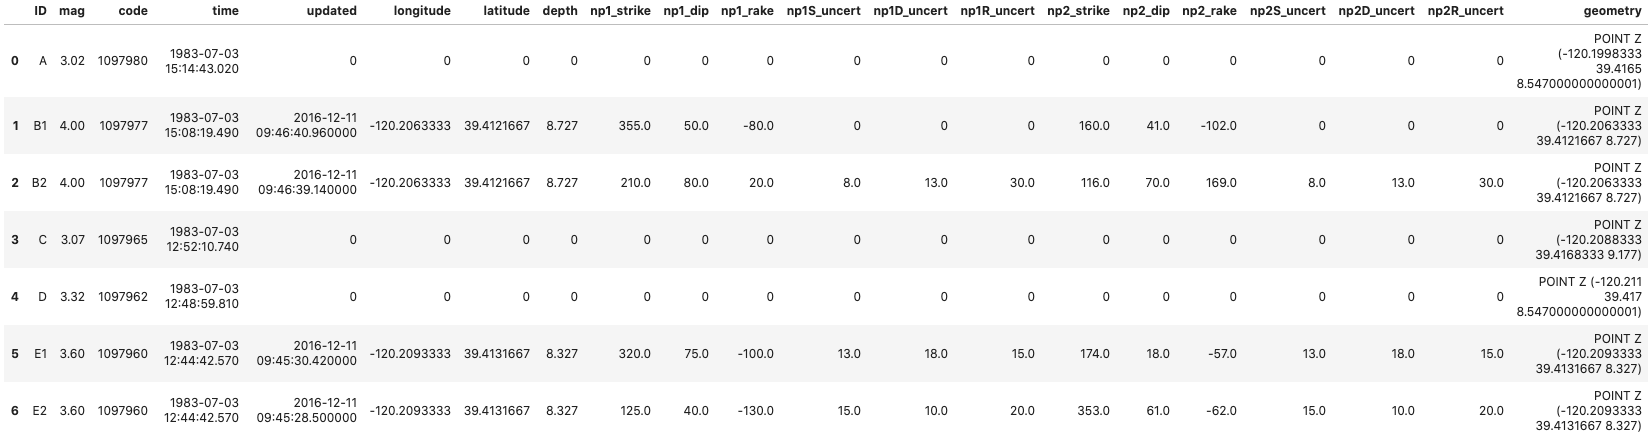 ID mag code time updated longitude latitude depth np1_strike np1_dip np1_rake np1S_uncert np1D_uncert np1R_uncert np2_strike np2_dip np2_rake np2S_uncert np2D_uncert np2R_uncert geometry
0 A 3.02 1097980 1983-07-03 15:14:43.020 0 0 0 0 0 0 0 0 0 0 0 0 0 0 0 0 POINT Z (-120.1998333 39.4165 8.547000000000001)
1 B1 4.00 1097977 1983-07-03 15:08:19.490 2016-12-11 09:46:40.960000 -120.2063333 39.4121667 8.727 355.0 50.0 -80.0 0 0 0 160.0 41.0 -102.0 0 0 0 POINT Z (-120.2063333 39.4121667 8.727)
2 B2 4.00 1097977 1983-07-03 15:08:19.490 2016-12-11 09:46:39.140000 -120.2063333 39.4121667 8.727 210.0 80.0 20.0 8.0 13.0 30.0 116.0 70.0 169.0 8.0 13.0 30.0 POINT Z (-120.2063333 39.4121667 8.727)
3 C 3.07 1097965 1983-07-03 12:52:10.740 0 0 0 0 0 0 0 0 0 0 0 0 0 0 0 0 POINT Z (-120.2088333 39.4168333 9.177)
4 D 3.32 1097962 1983-07-03 12:48:59.810 0 0 0 0 0 0 0 0 0 0 0 0 0 0 0 0 POINT Z (-120.211 39.417 8.547000000000001)
5 E1 3.60 1097960 1983-07-03 12:44:42.570 2016-12-11 09:45:30.420000 -120.2093333 39.4131667 8.327 320.0 75.0 -100.0 13.0 18.0 15.0 174.0 18.0 -57.0 13.0 18.0 15.0 POINT Z (-120.2093333 39.4131667 8.327)
6 E2 3.60 1097960 1983-07-03 12:44:42.570 2016-12-11 09:45:28.500000 -120.2093333 39.4131667 8.327 125.0 40.0 -130.0 15.0 10.0 20.0 353.0 61.0 -62.0 15.0 10.0 20.0 POINT Z (-120.2093333 39.4131667 8.327)